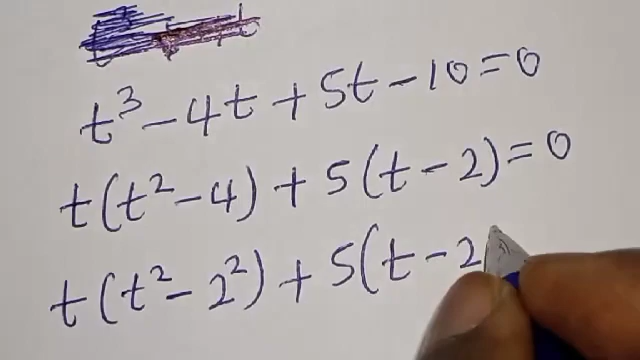 t³ - 4t + 5t - 10 = 0
t(t² - 4) + 5(t - 2) = 0
t(t² - 2²) + 5(t - 2